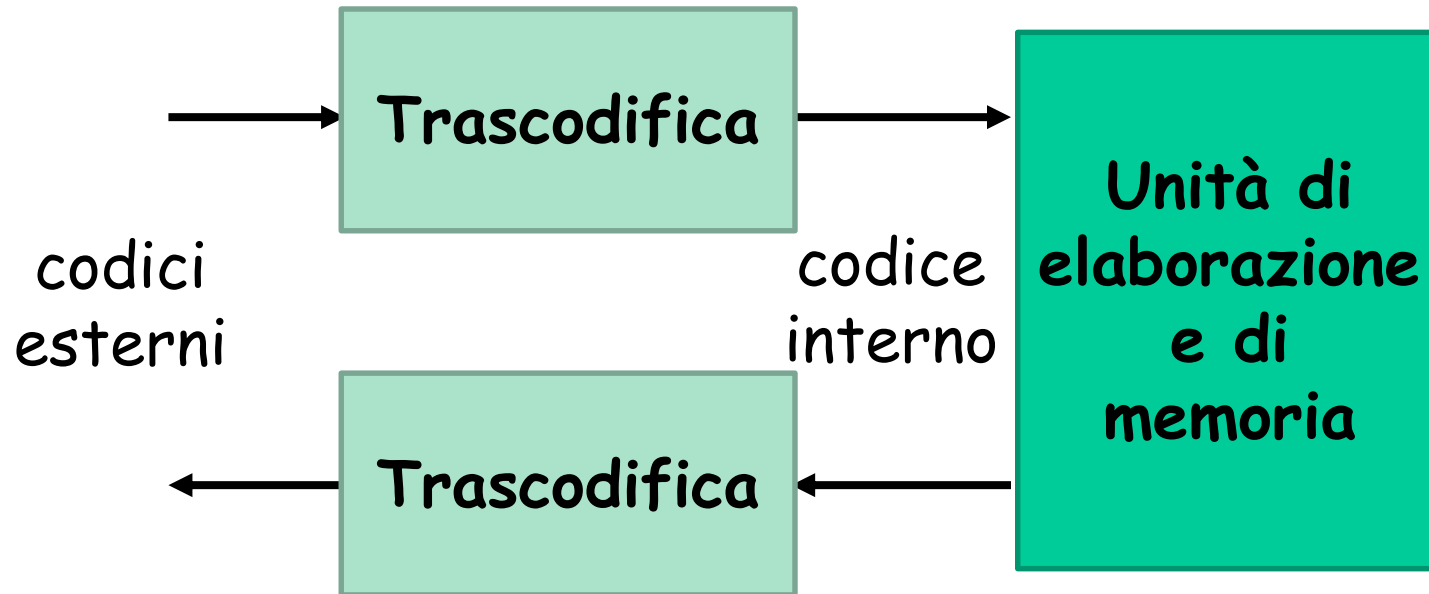 Trascodifica
codici
esterni
codice
interno
Unità di
elaborazione
e di
memoria
Trascodifica